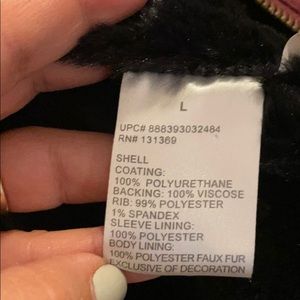 L
UPC# 888393032484
RN# 131369
SHELL
COATING:
100% POLYURETHANE
BACKING: 100% VISCOSE
RIB: 99% POLYESTER
1% SPANDEX
SLEEVE LINING:
100% POLYESTER
BODY LINING:
100% POLYESTER FAUX FUR
EXCLUSIVE OF DECORATION